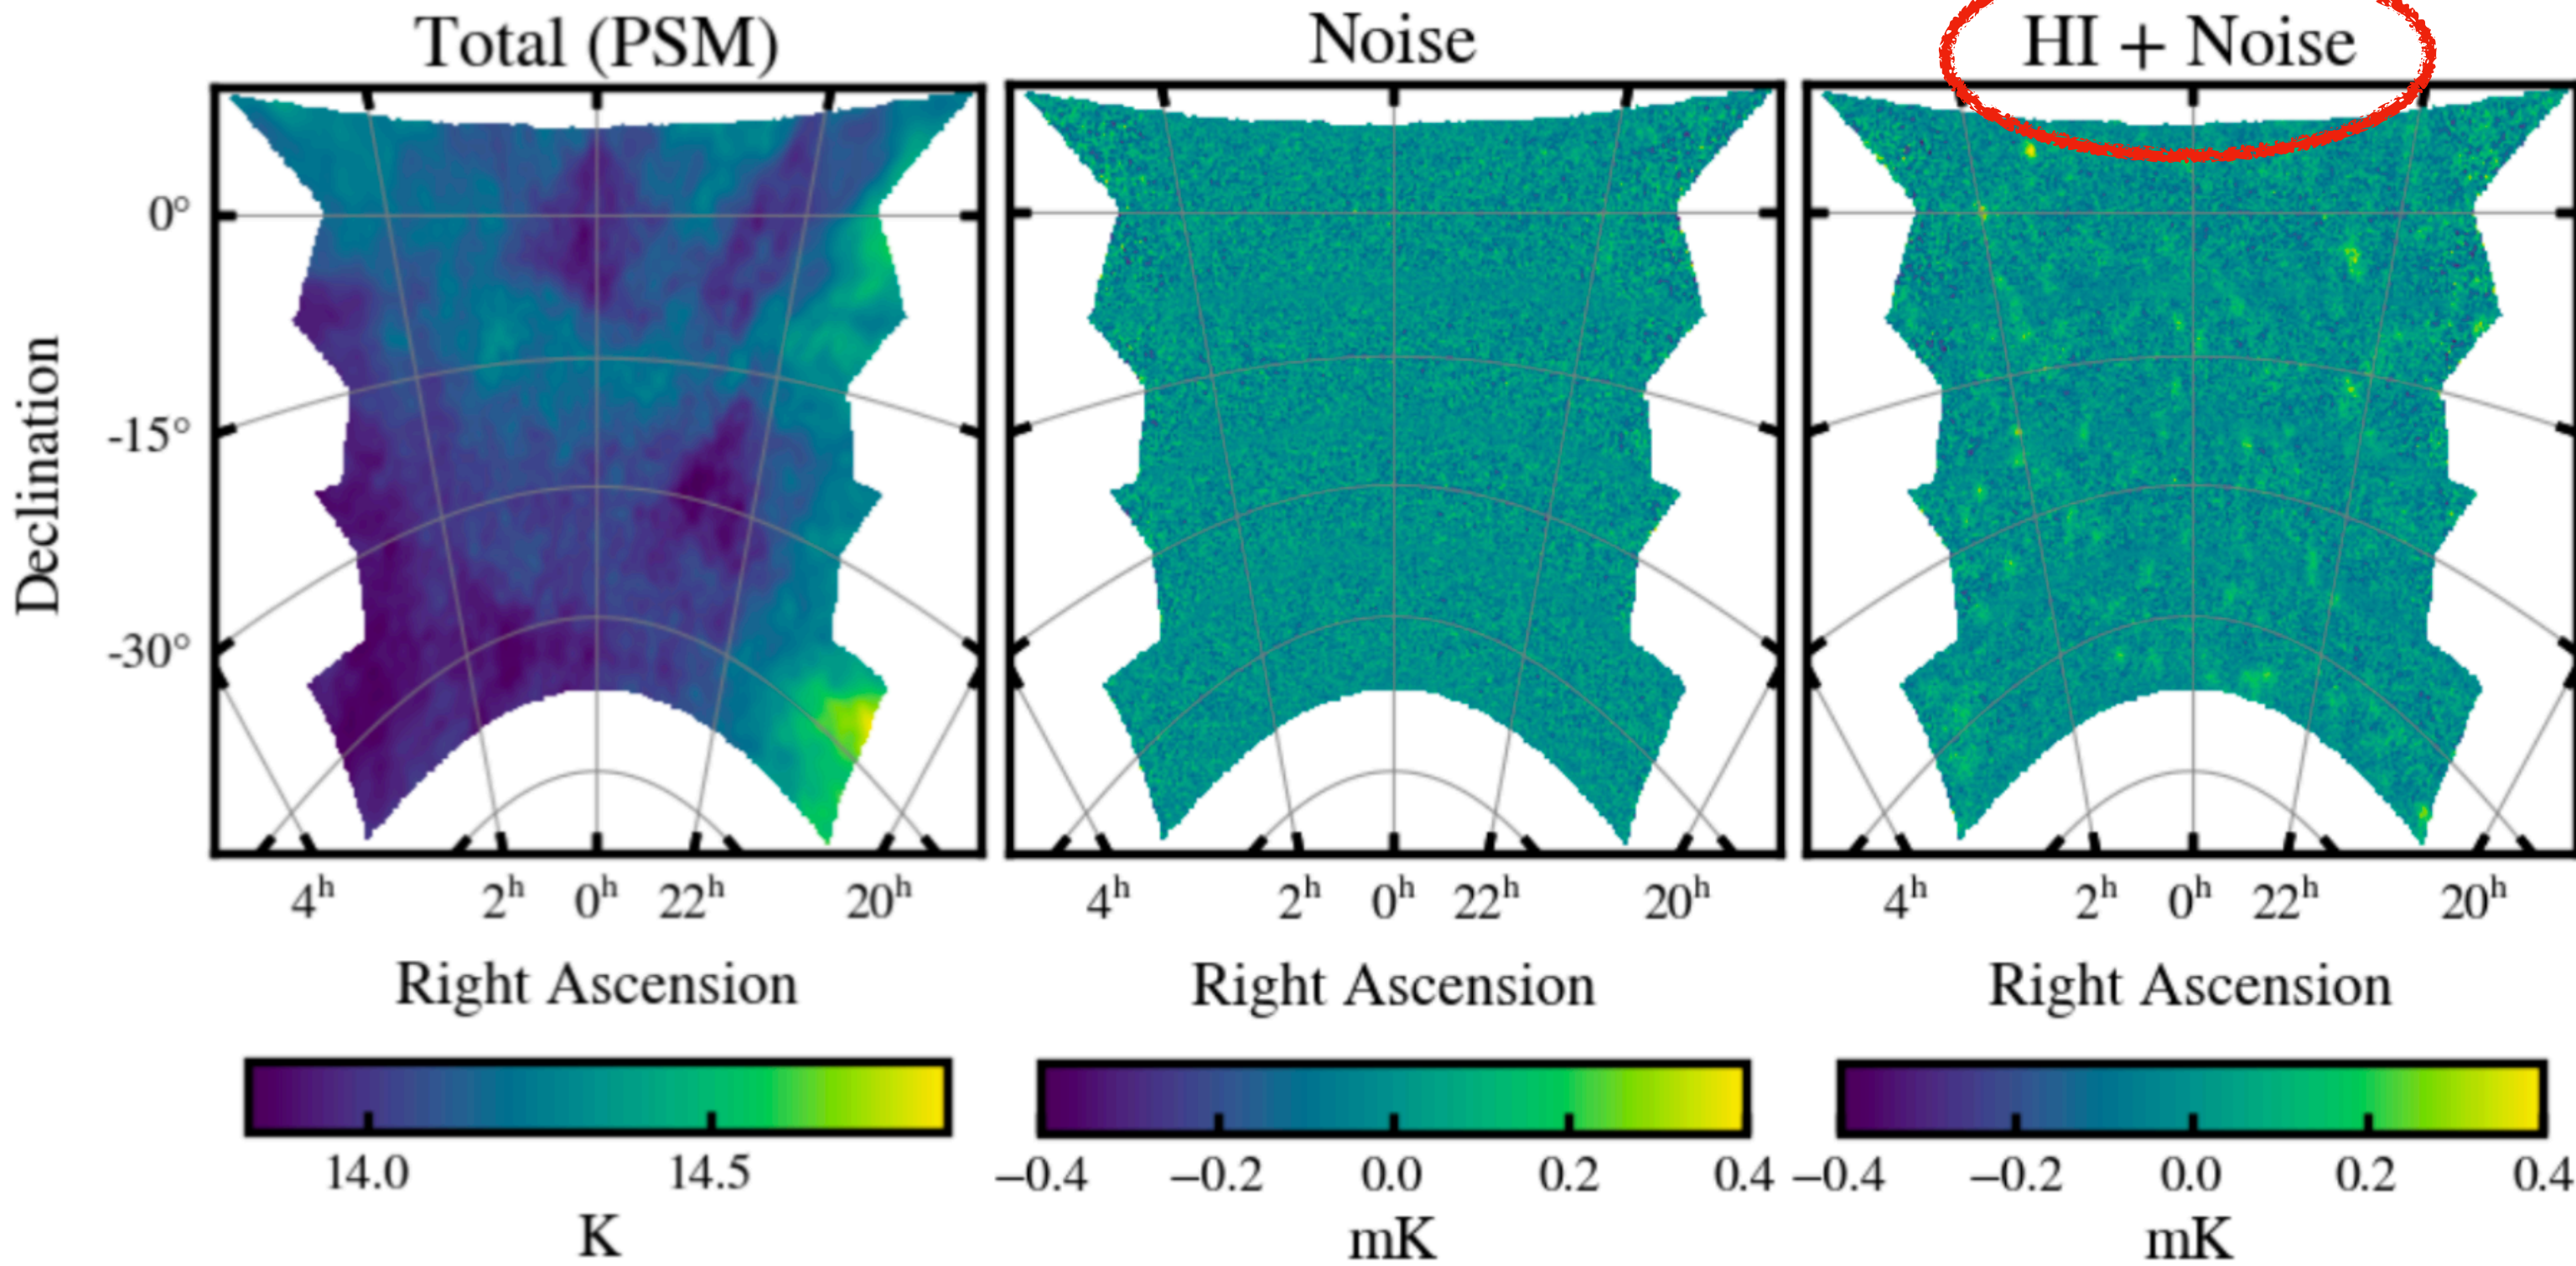 Total (PSM)
Noise
HI + Noise
Declination
0°
-15°
-30°
4h 2h 0h 22h 20h
4h 2h 0h 22h 20h
4h 2h 0h 22h 20h
Right Ascension
Right Ascension
Right Ascension
14.0 14.5
−0.4 −0.2 0.0 0.2 0.4
−0.4 −0.2 0.0 0.2 0.4
K
mK
mK